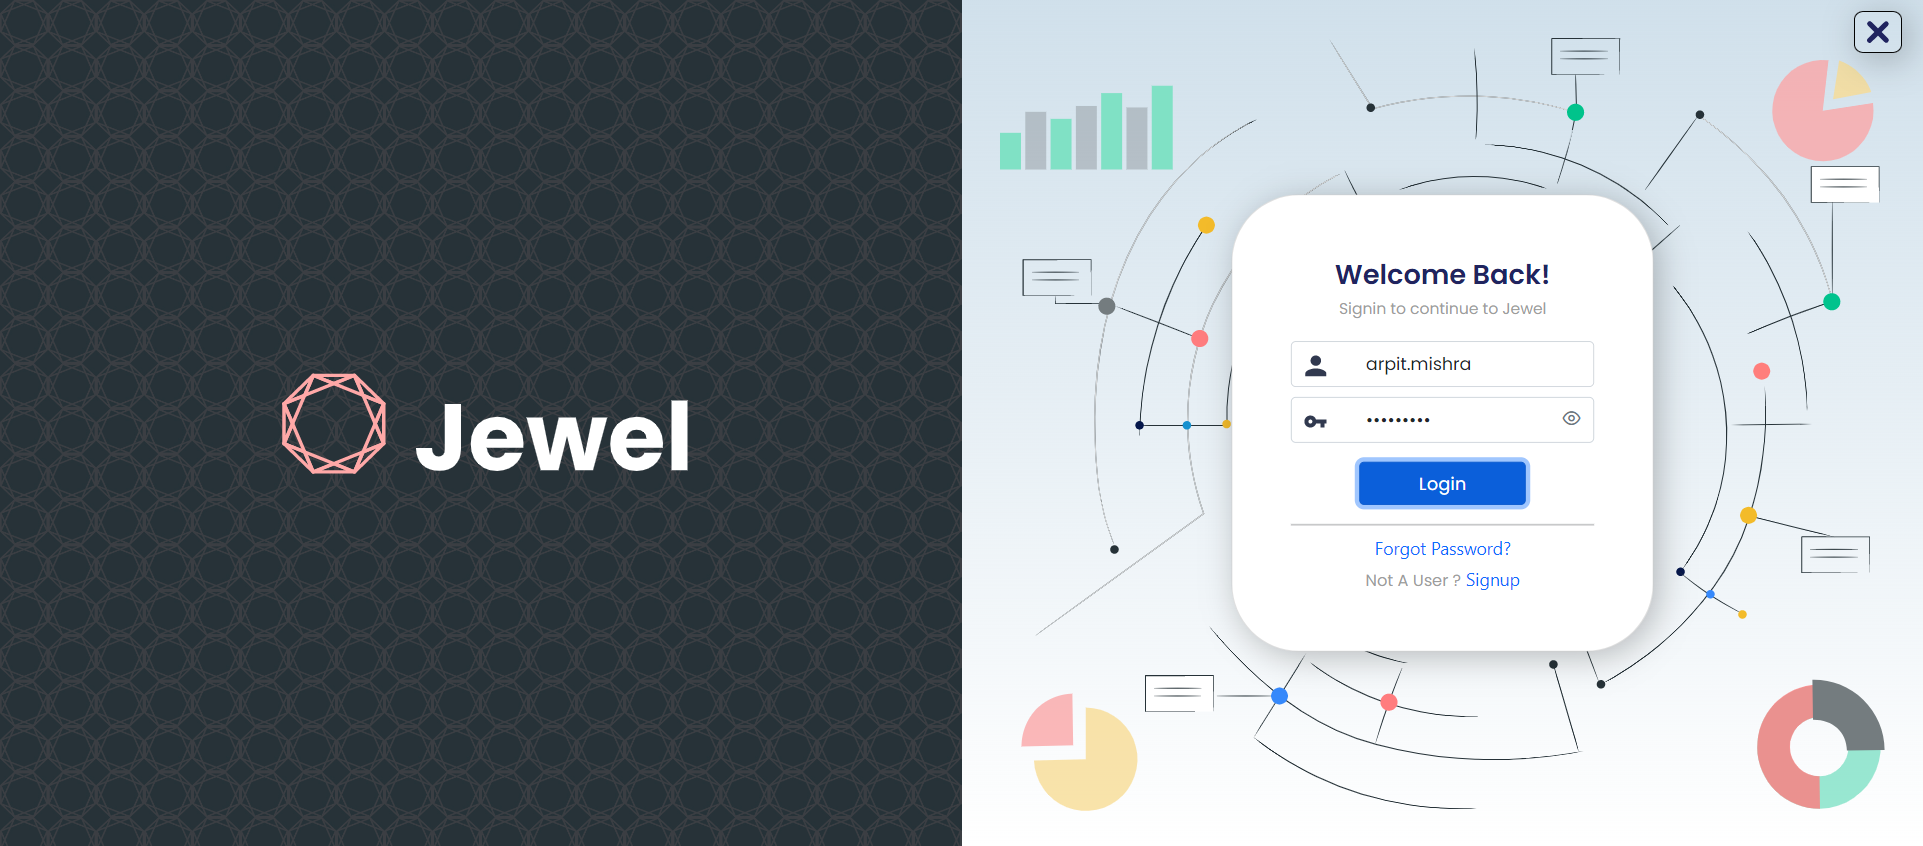 Jewel
Welcome Back!
Signin to continue to Jewel
arpit.mishra
•••••••••
Login
Forgot Password?
Not A User ? Signup